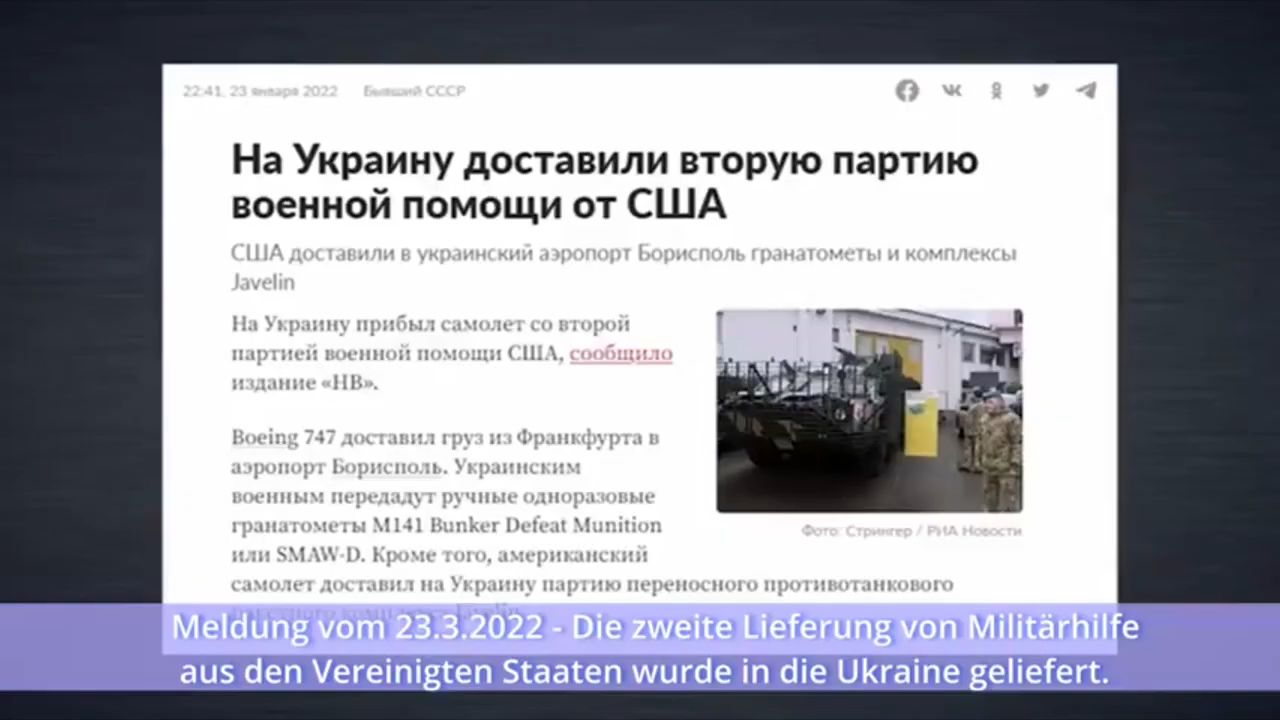 22:41, 23 января 2022 Бывший СССР
На Украину доставили вторую партию
военной помощи от США
США доставили в украинский аэропорт Борисполь гранатометы и комплексы
Javelin
На Украину прибыл самолет со второй
партией военной помощи США, сообщило
издание «НВ».
Boeing 747 доставил груз из Франкфурта в
аэропорт Борисполь. Украинским
военным передадут ручные одноразовые
гранатометы M141 Bunker Defeat Munition
или SMAW-D. Кроме того, американский
самолет доставил на Украину партию переносного противотанкового
Фото: Стрингер / РИА Новости
Meldung vom 23.3.2022 - Die zweite Lieferung von Militärhilfe
aus den Vereinigten Staaten wurde in die Ukraine geliefert.